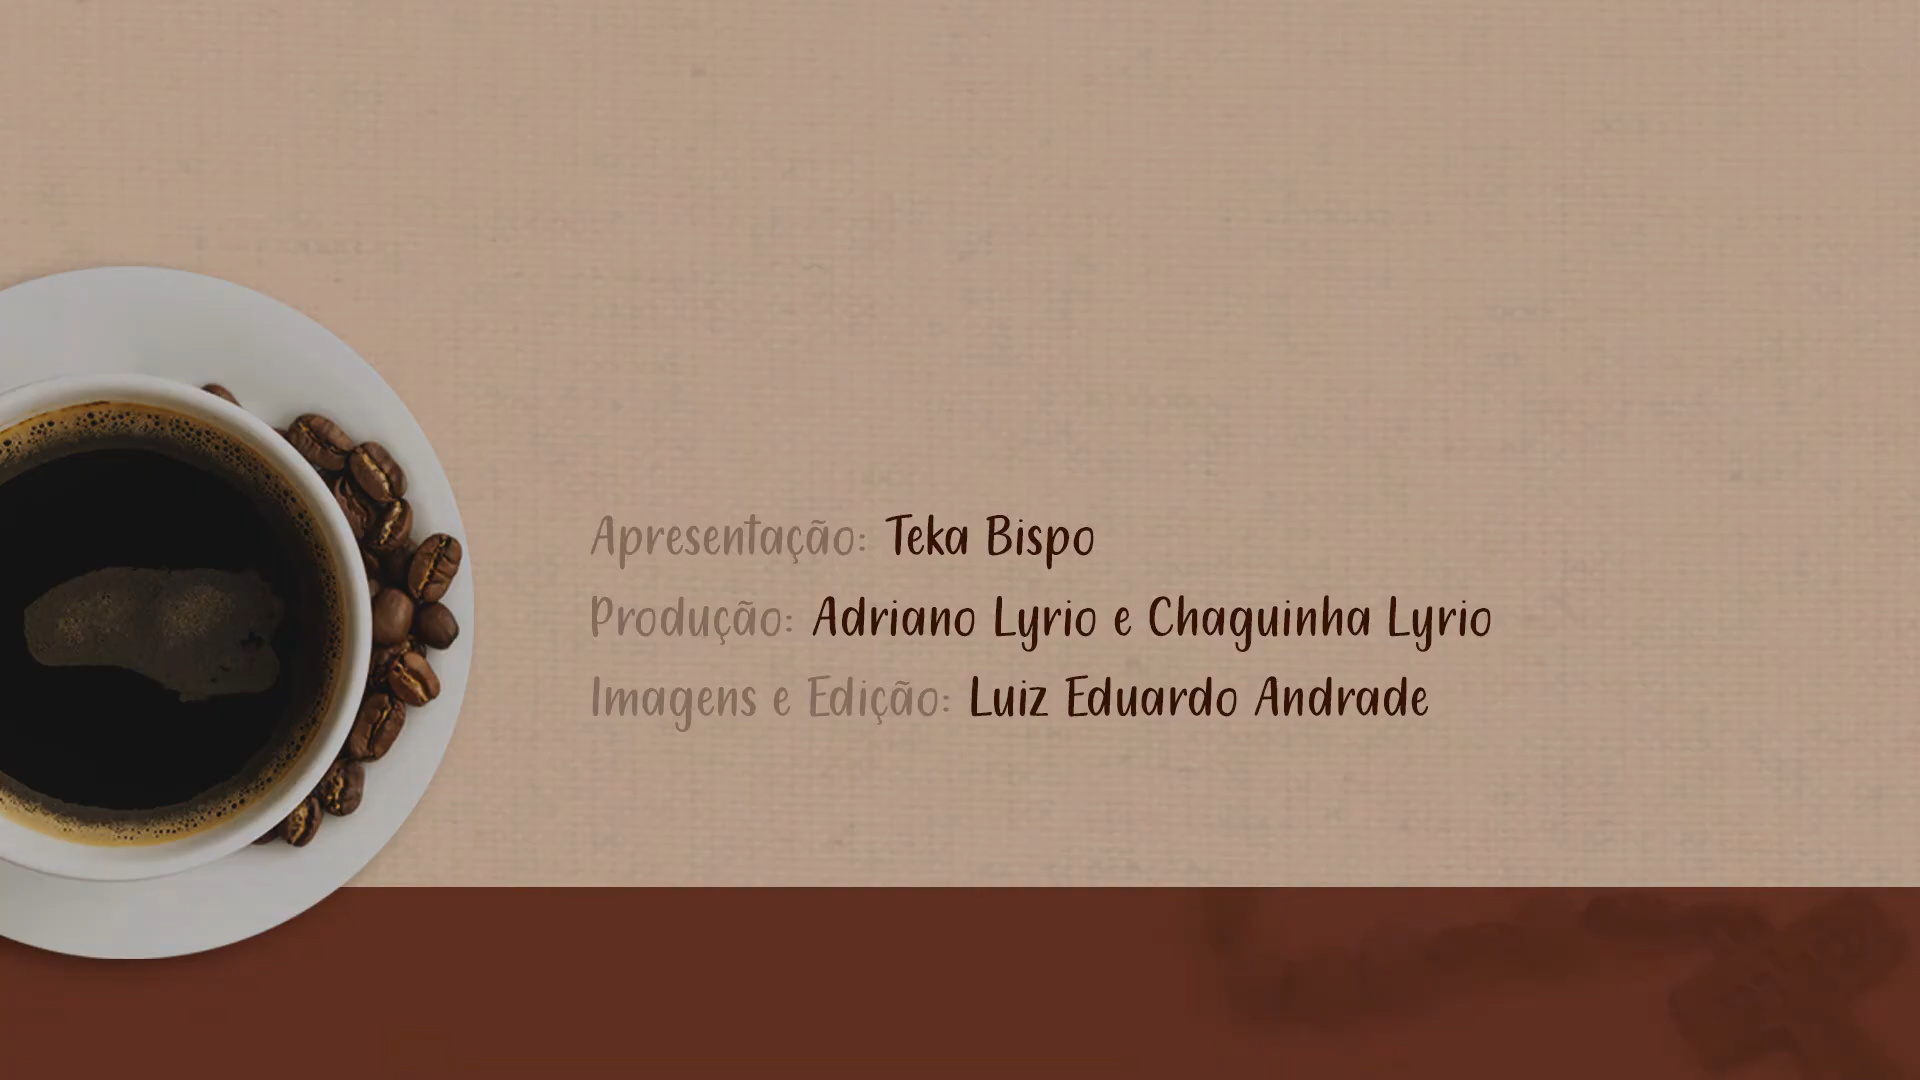 Apresentação: Teka Bispo
Produção: Adriano Lyrio e Chaguinha Lyrio
Imagens e Edição: Luiz Eduardo Andrade